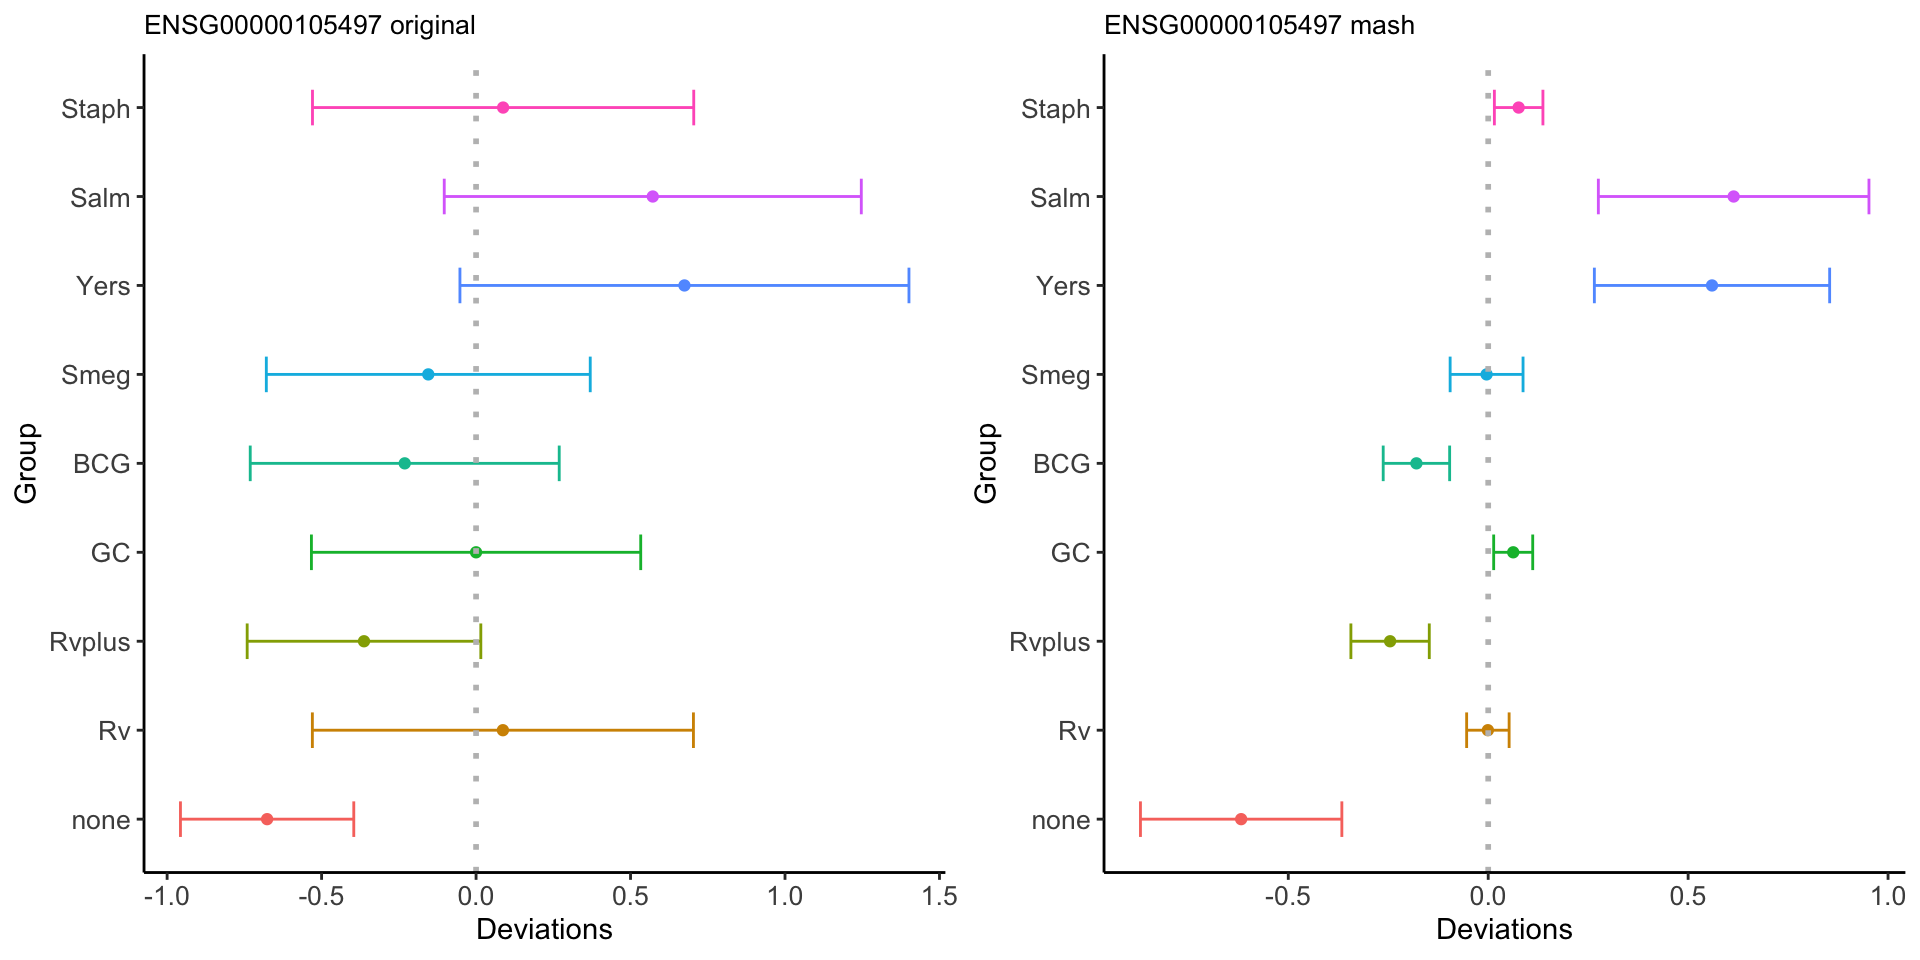 ENSG00000105497 original
Group
Staph
Salm
Yers
Smeg
BCG
GC
Rvplus
Rv
none
-1.0 -0.5 0.0 0.5 1.0 1.5
Deviations
ENSG00000105497 mash
Group
Staph
Salm
Yers
Smeg
BCG
GC
Rvplus
Rv
none
-0.5 0.0 0.5 1.0
Deviations